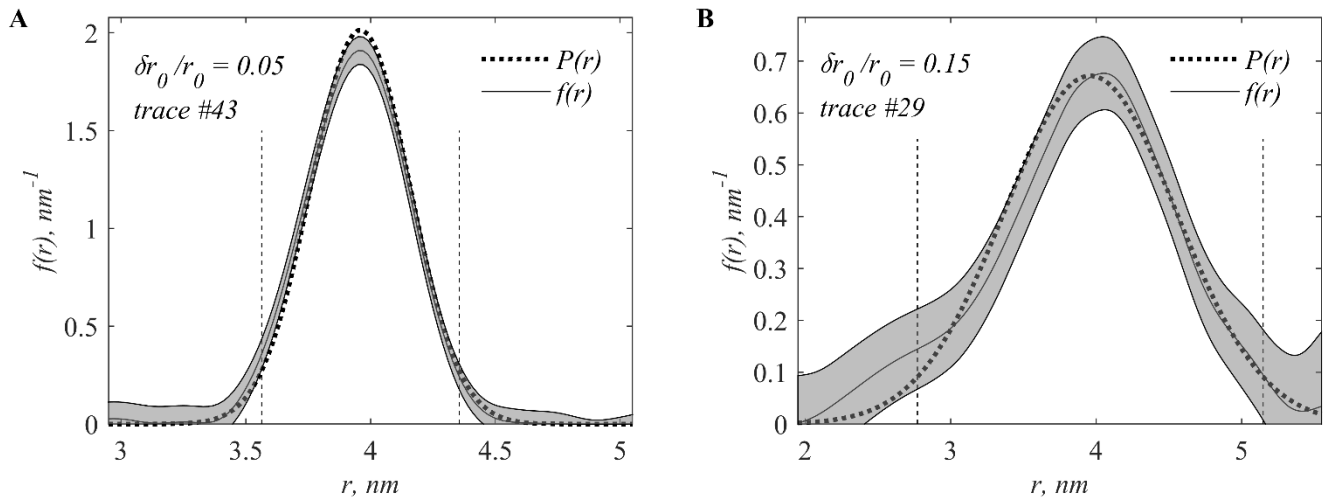 A
δr₀/r₀ = 0.05
trace #43
P(r)
f(r)
f(r), nm⁻¹
2
1.5
1
0.5
0
3
3.5
4
4.5
5
r, nm
B
δr₀/r₀ = 0.15
trace #29
P(r)
f(r)
f(r), nm⁻¹
0.7
0.6
0.5
0.4
0.3
0.2
0.1
0
2
3
4
5
r, nm